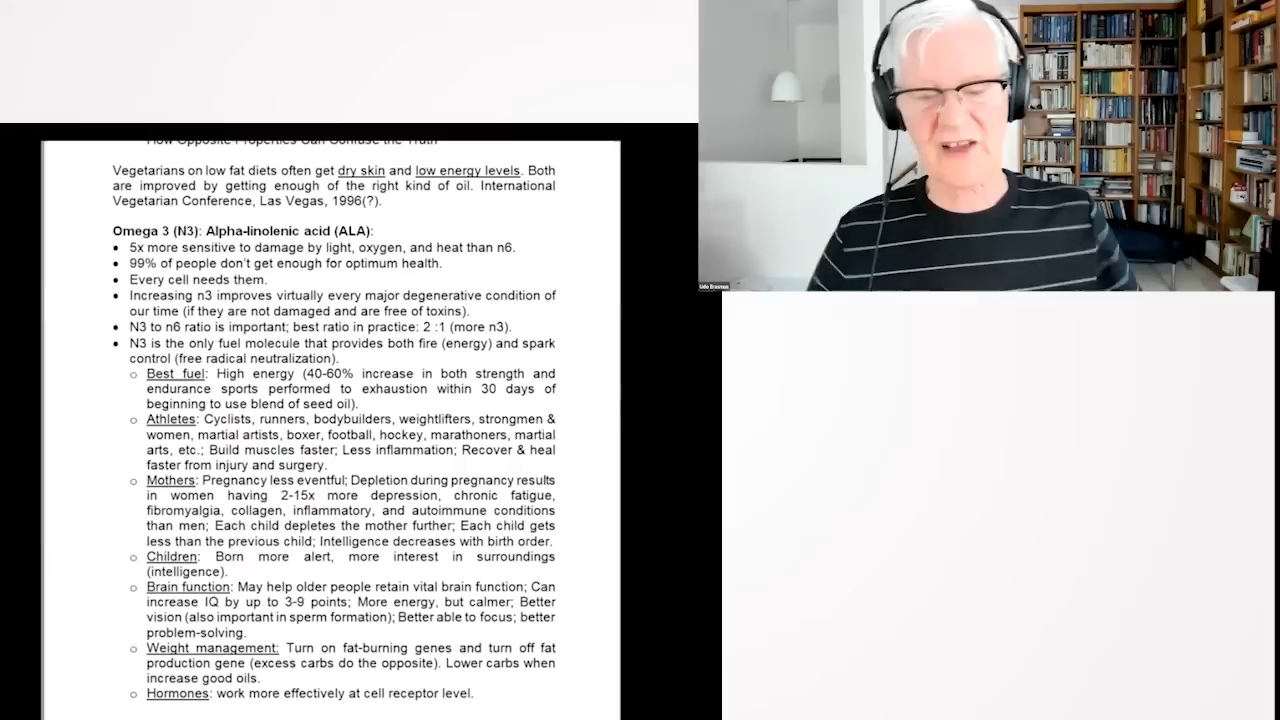 How Opposite Properties Can Confuse the Truth
Vegetarians on low fat diets often get dry skin and low energy levels. Both
are improved by getting enough of the right kind of oil. International
Vegetarian Conference, Las Vegas, 1996(?).
Omega 3 (N3): Alpha-linolenic acid (ALA):
• 5x more sensitive to damage by light, oxygen, and heat than n6.
• 99% of people don't get enough for optimum health.
• Every cell needs them.
• Increasing n3 improves virtually every major degenerative condition of
our time (if they are not damaged and are free of toxins).
• N3 to n6 ratio is important; best ratio in practice: 2 :1 (more n3).
• N3 is the only fuel molecule that provides both fire (energy) and spark
control (free radical neutralization).
o Best fuel: High energy (40-60% increase in both strength and
endurance sports performed to exhaustion within 30 days of
beginning to use blend of seed oil).
o Athletes: Cyclists, runners, bodybuilders, weightlifters, strongmen &
women, martial artists, boxer, football, hockey, marathoners, martial
arts, etc.; Build muscles faster; Less inflammation; Recover & heal
faster from injury and surgery.
o Mothers: Pregnancy less eventful; Depletion during pregnancy results
in women having 2-15x more depression, chronic fatigue,
fibromyalgia, collagen, inflammatory, and autoimmune conditions
than men; Each child depletes the mother further; Each child gets
less than the previous child; Intelligence decreases with birth order.
o Children: Born more alert, more interest in surroundings
(intelligence).
o Brain function: May help older people retain vital brain function; Can
increase IQ by up to 3-9 points; More energy, but calmer; Better
vision (also important in sperm formation); Better able to focus; better
problem-solving.
o Weight management: Turn on fat-burning genes and turn off fat
production gene (excess carbs do the opposite). Lower carbs when
increase good oils.
o Hormones: work more effectively at cell receptor level.
Udo Erasmus